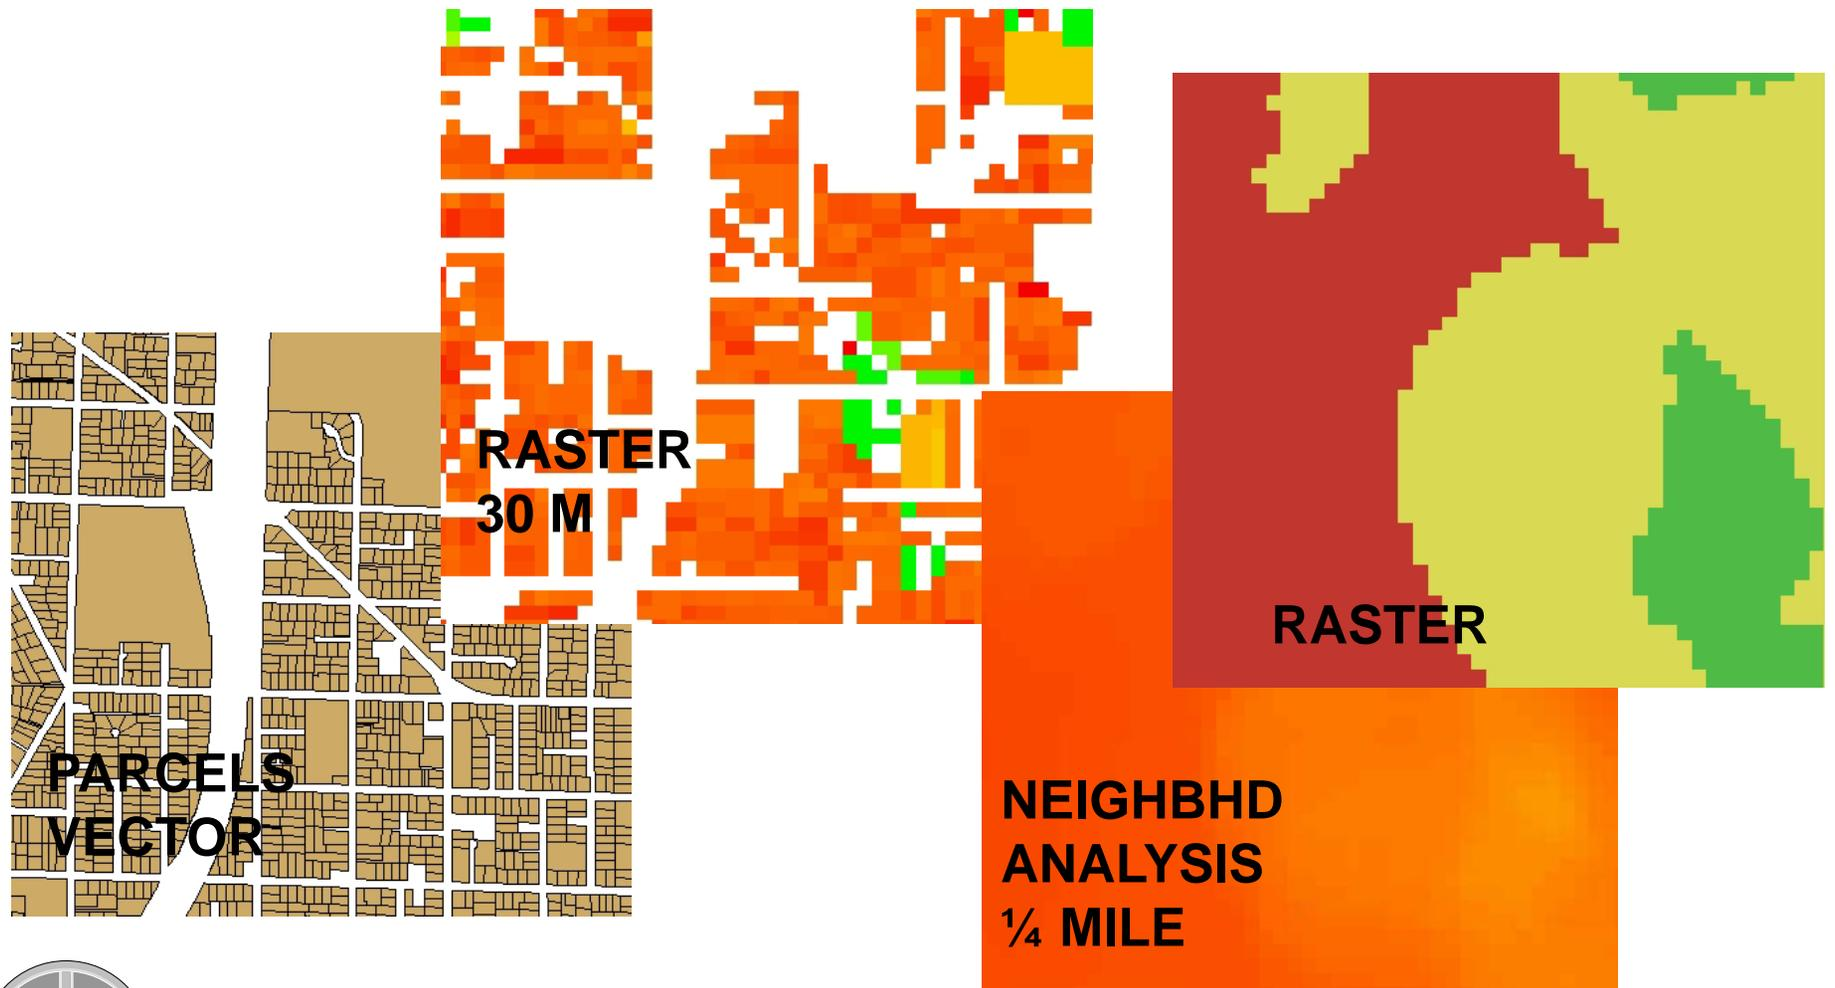 PARCELS
VECTOR
RASTER
30 M
NEIGHBHD
ANALYSIS
¼ MILE
RASTER